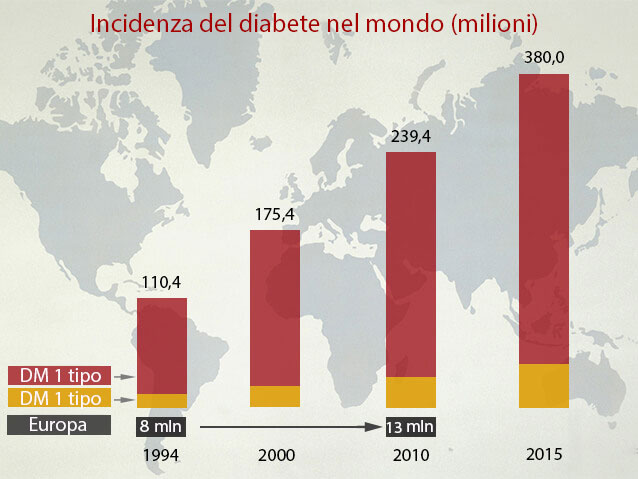 Incidenza del diabete nel mondo (milioni)
380,0
239,4
175,4
110,4
DM 1 tipo
DM 1 tipo
Europa 8 mln 13 mln
1994 2000 2010 2015